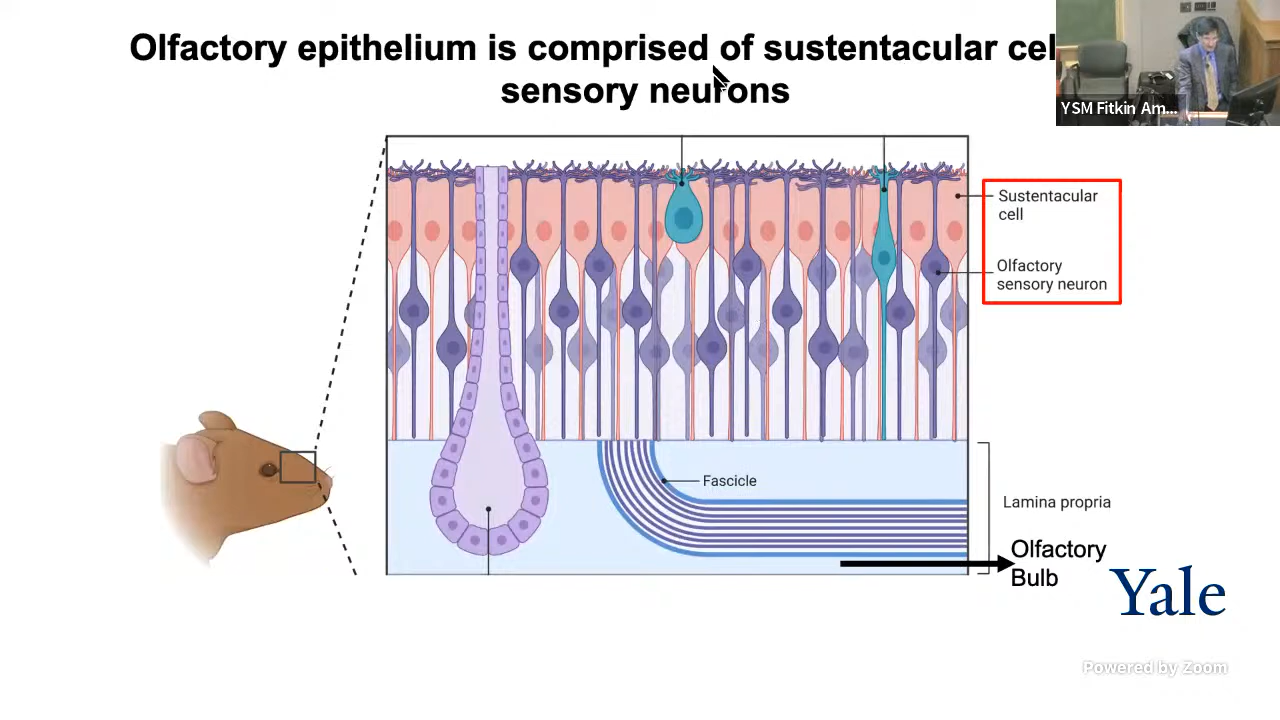 Olfactory epithelium is comprised of sustentacular cel
sensory neurons
YSM Fitkin Am...
Sustentacular
cell
Olfactory
sensory neuron
Fascicle
Lamina propria
Olfactory
Bulb
Yale
Powered by Zoom